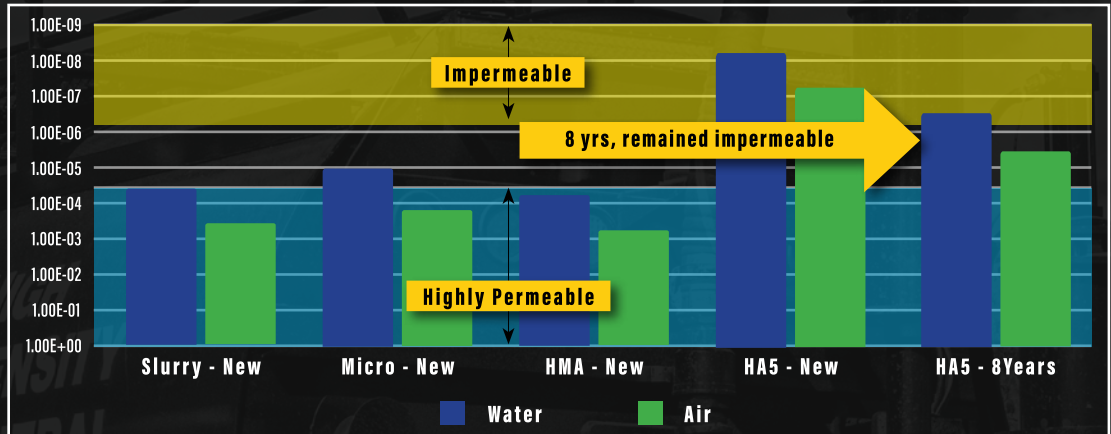 1.00E-09
1.00E-08
1.00E-07
1.00E-06
1.00E-05
1.00E-04
1.00E-03
1.00E-02
1.00E-01
1.00E+00
Impermeable
8 yrs, remained impermeable
Highly Permeable
Slurry - New
Micro - New
HMA - New
HA5 - New
HA5 - 8Years
Water
Air